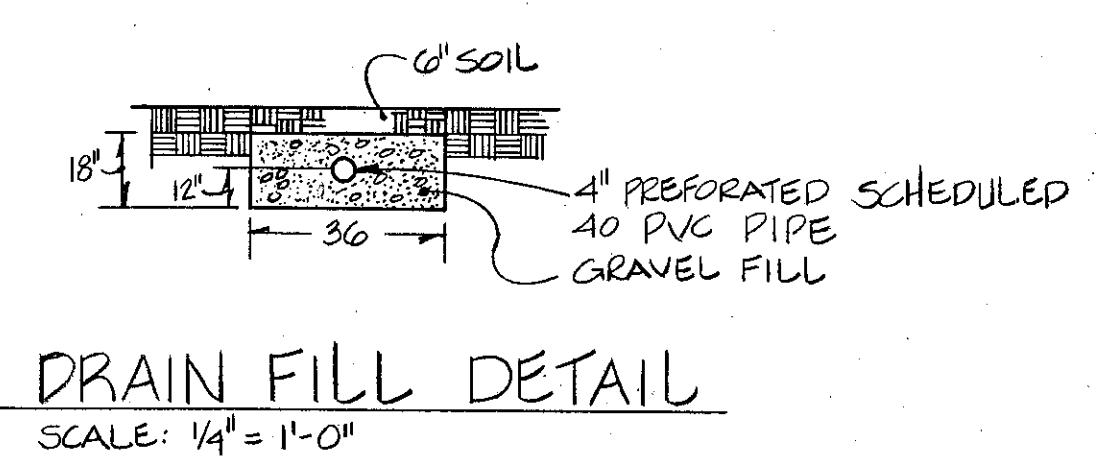 6" SOIL
18"
12"
36
4" PREFORATED SCHEDULED
40 PVC PIPE
GRAVEL FILL
DRAIN FILL DETAIL
SCALE: 1/4" = 1'-0"